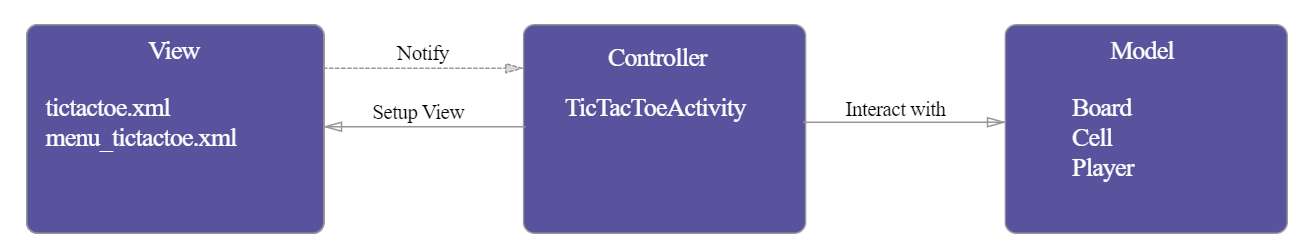 View
tictactoe.xml
menu_tictactoe.xml
Notify
Setup View
Controller
TicTacToeActivity
Interact with
Model
Board
Cell
Player